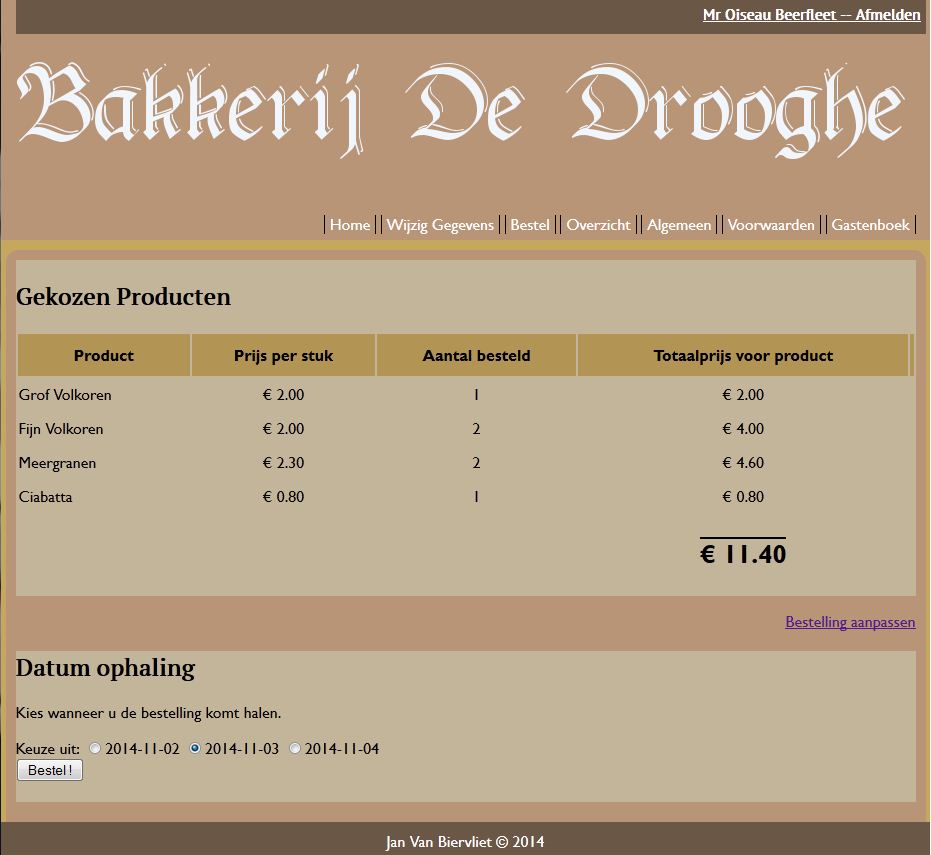 Mr Oiseau Beerfleet -- Afmelden
Bakkerij De Drooghe
Home Wijzig Gegevens Bestel Overzicht Algemeen Voorwaarden Gastenboek
Gekozen Producten
Product Prijs per stuk Aantal besteld Totaalprijs voor product
Grof Volkoren € 2.00 1 € 2.00
Fijn Volkoren € 2.00 2 € 4.00
Meergranen € 2.30 2 € 4.60
Ciabatta € 0.80 1 € 0.80
€ 11.40
Bestelling aanpassen
Datum ophaling
Kies wanneer u de bestelling komt halen.
Keuze uit: 2014-11-02 2014-11-03 2014-11-04
Bestel!
Jan Van Biervliet © 2014